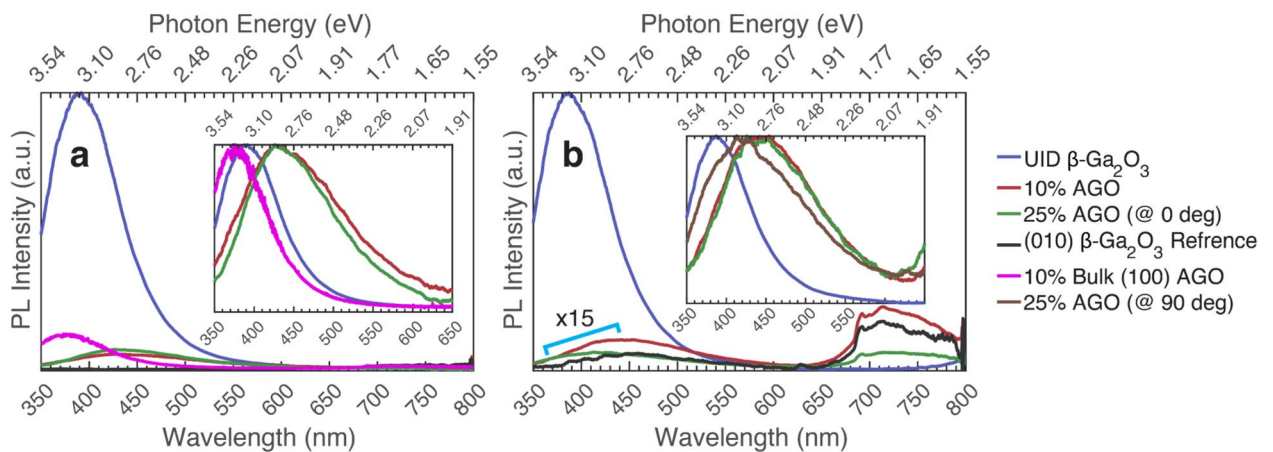 Photon Energy (eV)
3.54 3.10 2.76 2.48 2.26 2.07 1.91 1.77 1.65 1.55
PL Intensity (a.u.)
a
3.54 3.10 2.76 2.48 2.26 2.07 1.91
350 400 450 500 550 600 650
350 400 450 500 550 600 650 700 750 800
Wavelength (nm)
Photon Energy (eV)
3.54 3.10 2.76 2.48 2.26 2.07 1.91 1.77 1.65 1.55
PL Intensity (a.u.)
b
3.54 3.10 2.76 2.48 2.26 2.07 1.91
350 400 450 500 550
x15
350 400 450 500 550 600 650 700 750 800
Wavelength (nm)
UID β-Ga₂O₃
10% AGO
25% AGO (@ 0 deg)
(010) β-Ga₂O₃ Refrence
10% Bulk (100) AGO
25% AGO (@ 90 deg)